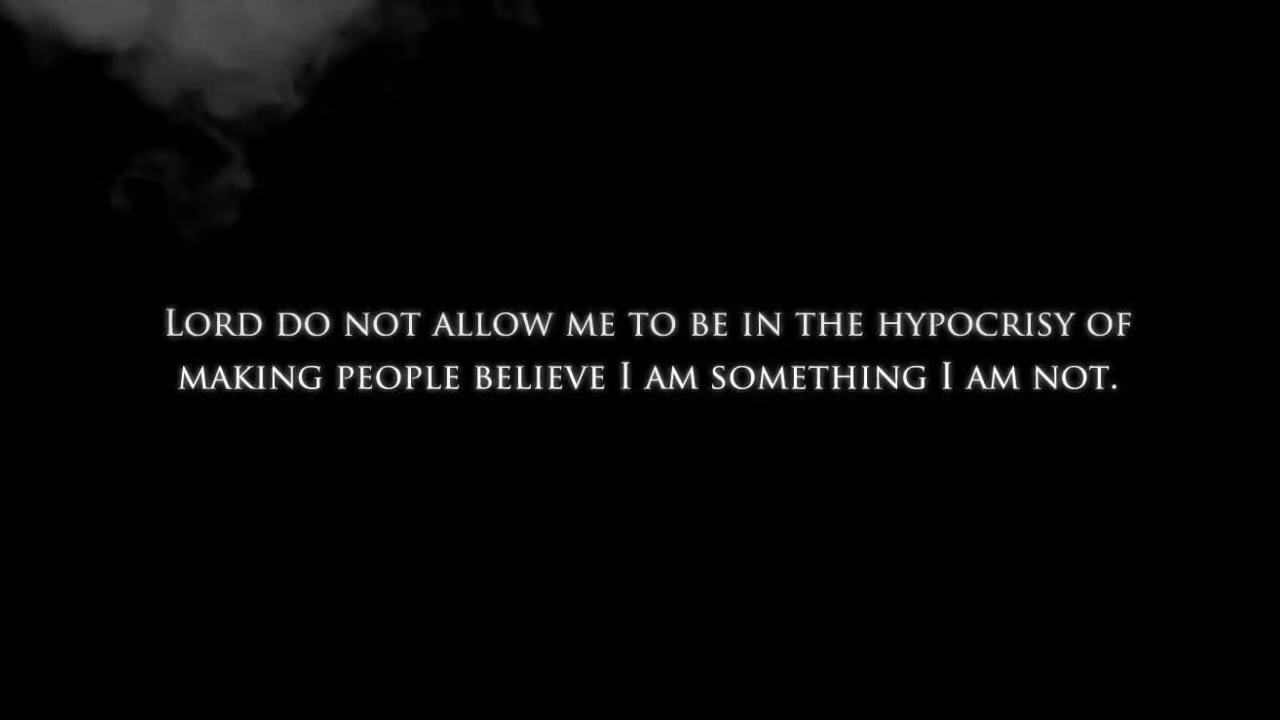 Lord do not allow me to be in the hypocrisy of
making people believe I am something I am not.